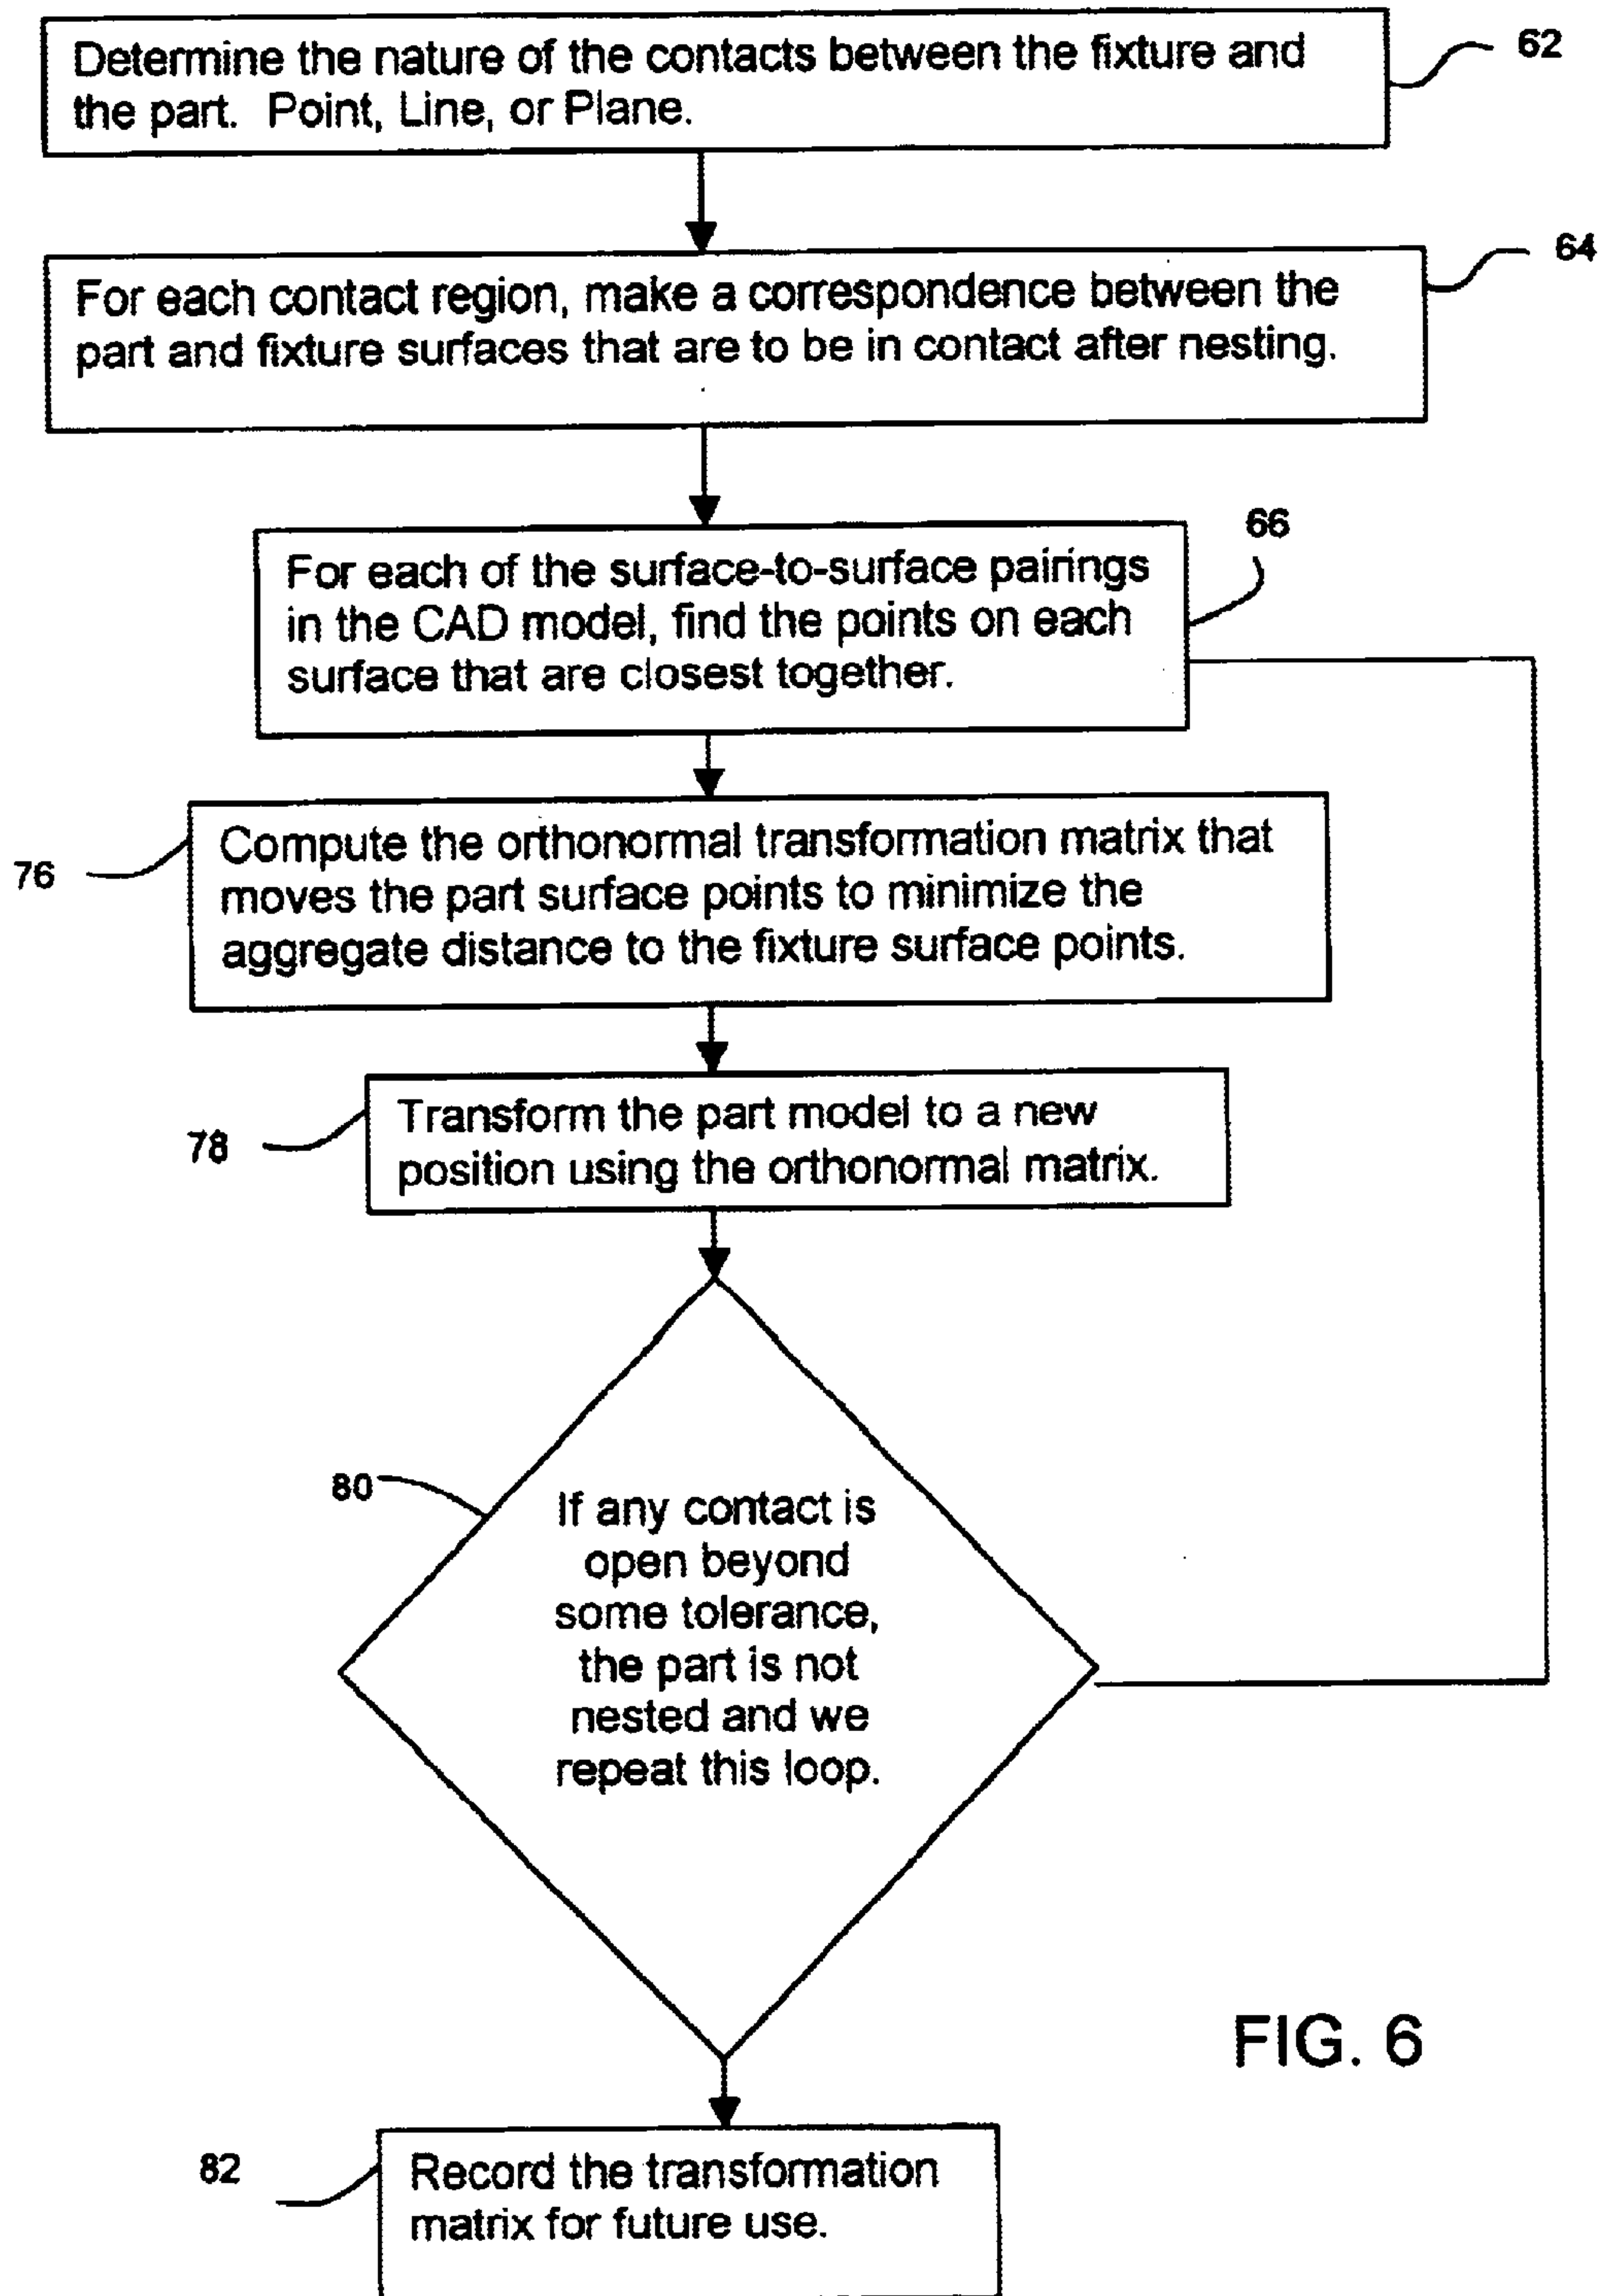 Determine the nature of the contacts between the fixture and
the part. Point, Line, or Plane.
62
For each contact region, make a correspondence between the
part and fixture surfaces that are to be in contact after nesting.
64
For each of the surface-to-surface pairings
in the CAD model, find the points on each
surface that are closest together.
66
76
Compute the orthonormal transformation matrix that
moves the part surface points to minimize the
aggregate distance to the fixture surface points.
78
Transform the part model to a new
position using the orthonormal matrix.
80
If any contact is
open beyond
some tolerance,
the part is not
nested and we
repeat this loop.
FIG. 6
82
Record the transformation
matrix for future use.